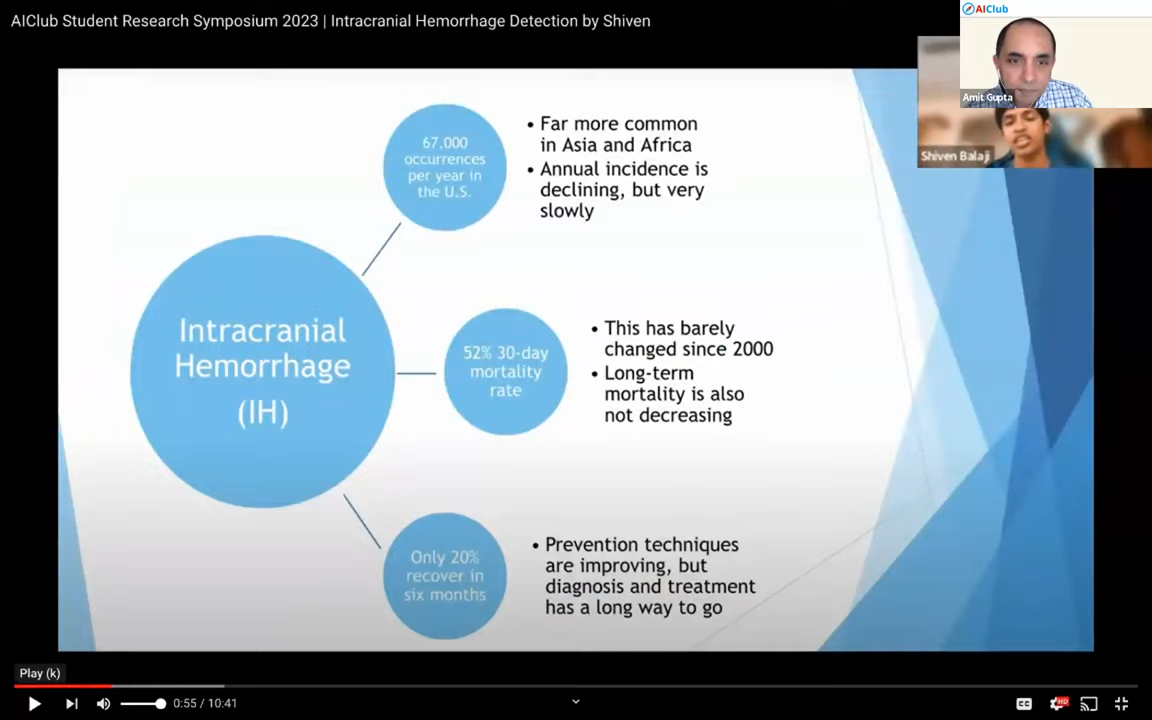 AIClub Student Research Symposium 2023 | Intracranial Hemorrhage Detection by Shiven
AIClub
Amit Gupta
Shiven Balaji
67,000
occurrences
per year in
the U.S.
• Far more common
in Asia and Africa
• Annual incidence is
declining, but very
slowly
Intracranial
Hemorrhage
(IH)
52% 30-day
mortality
rate
• This has barely
changed since 2000
• Long-term
mortality is also
not decreasing
Only 20%
recover in
six months
• Prevention techniques
are improving, but
diagnosis and treatment
has a long way to go
Play (k)
0:55 / 10:41
CC
HD